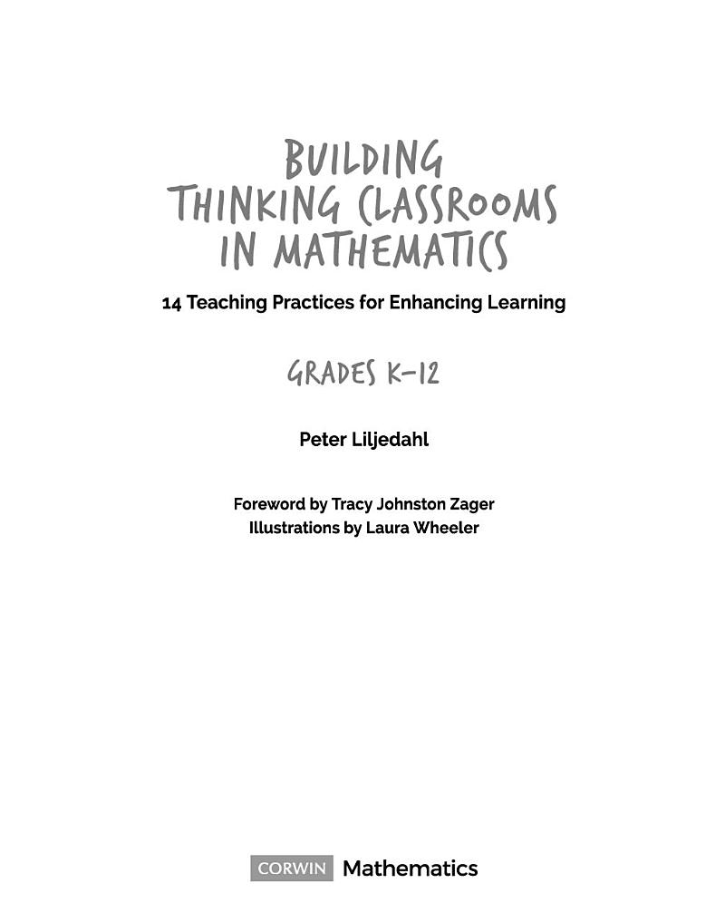 BUILDING
THINKING CLASSROOMS
IN MATHEMATICS
14 Teaching Practices for Enhancing Learning
GRADES K–12
Peter Liljedahl
Foreword by Tracy Johnston Zager
Illustrations by Laura Wheeler
CORWIN Mathematics